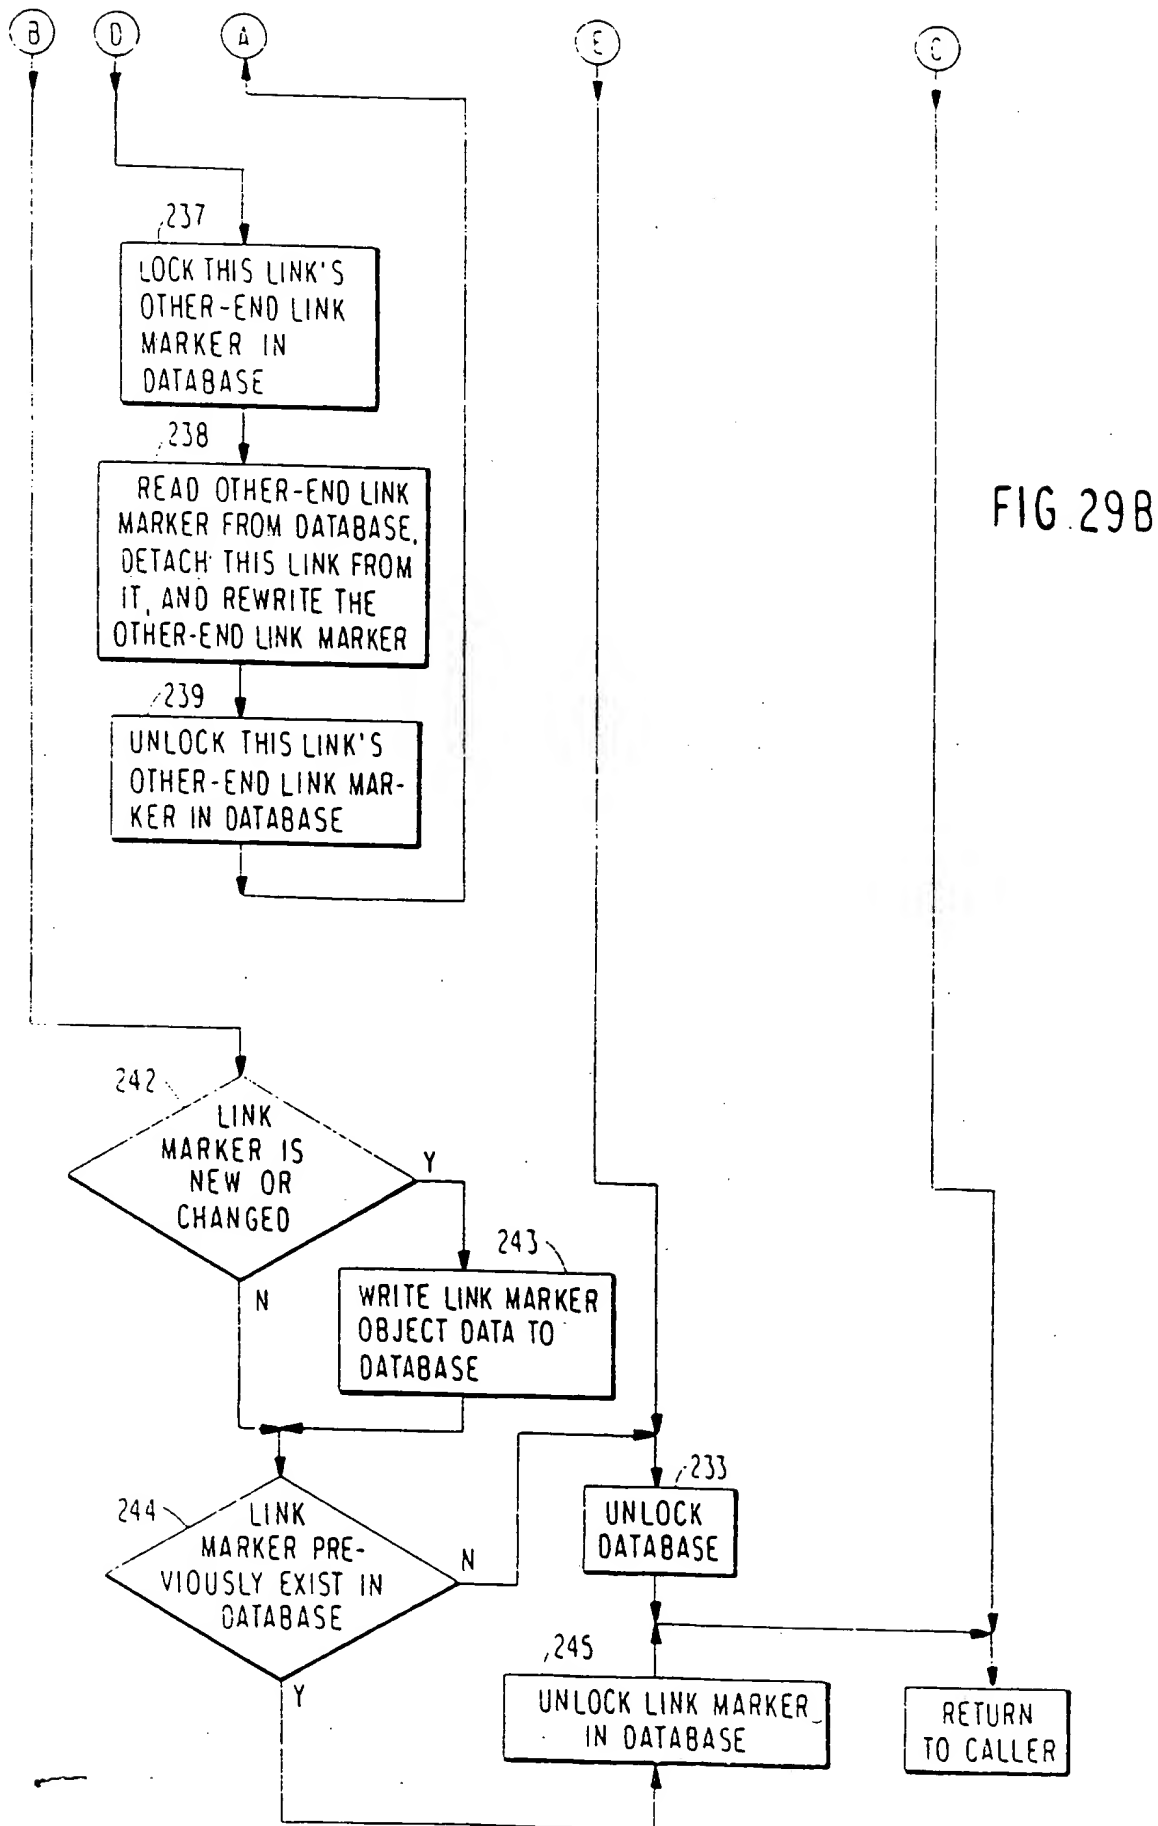 B
D
A
E
C
237
LOCK THIS LINK'S
OTHER-END LINK
MARKER IN
DATABASE
238
READ OTHER-END LINK
MARKER FROM DATABASE,
DETACH THIS LINK FROM
IT, AND REWRITE THE
OTHER-END LINK MARKER
FIG. 29B
239
UNLOCK THIS LINK'S
OTHER-END LINK MAR-
KER IN DATABASE
242
LINK
MARKER IS
NEW OR
CHANGED
Y
N
243
WRITE LINK MARKER
OBJECT DATA TO
DATABASE
244
LINK
MARKER PRE-
VIOUSLY EXIST IN
DATABASE
N
Y
233
UNLOCK
DATABASE
245
UNLOCK LINK MARKER
IN DATABASE
RETURN
TO CALLER